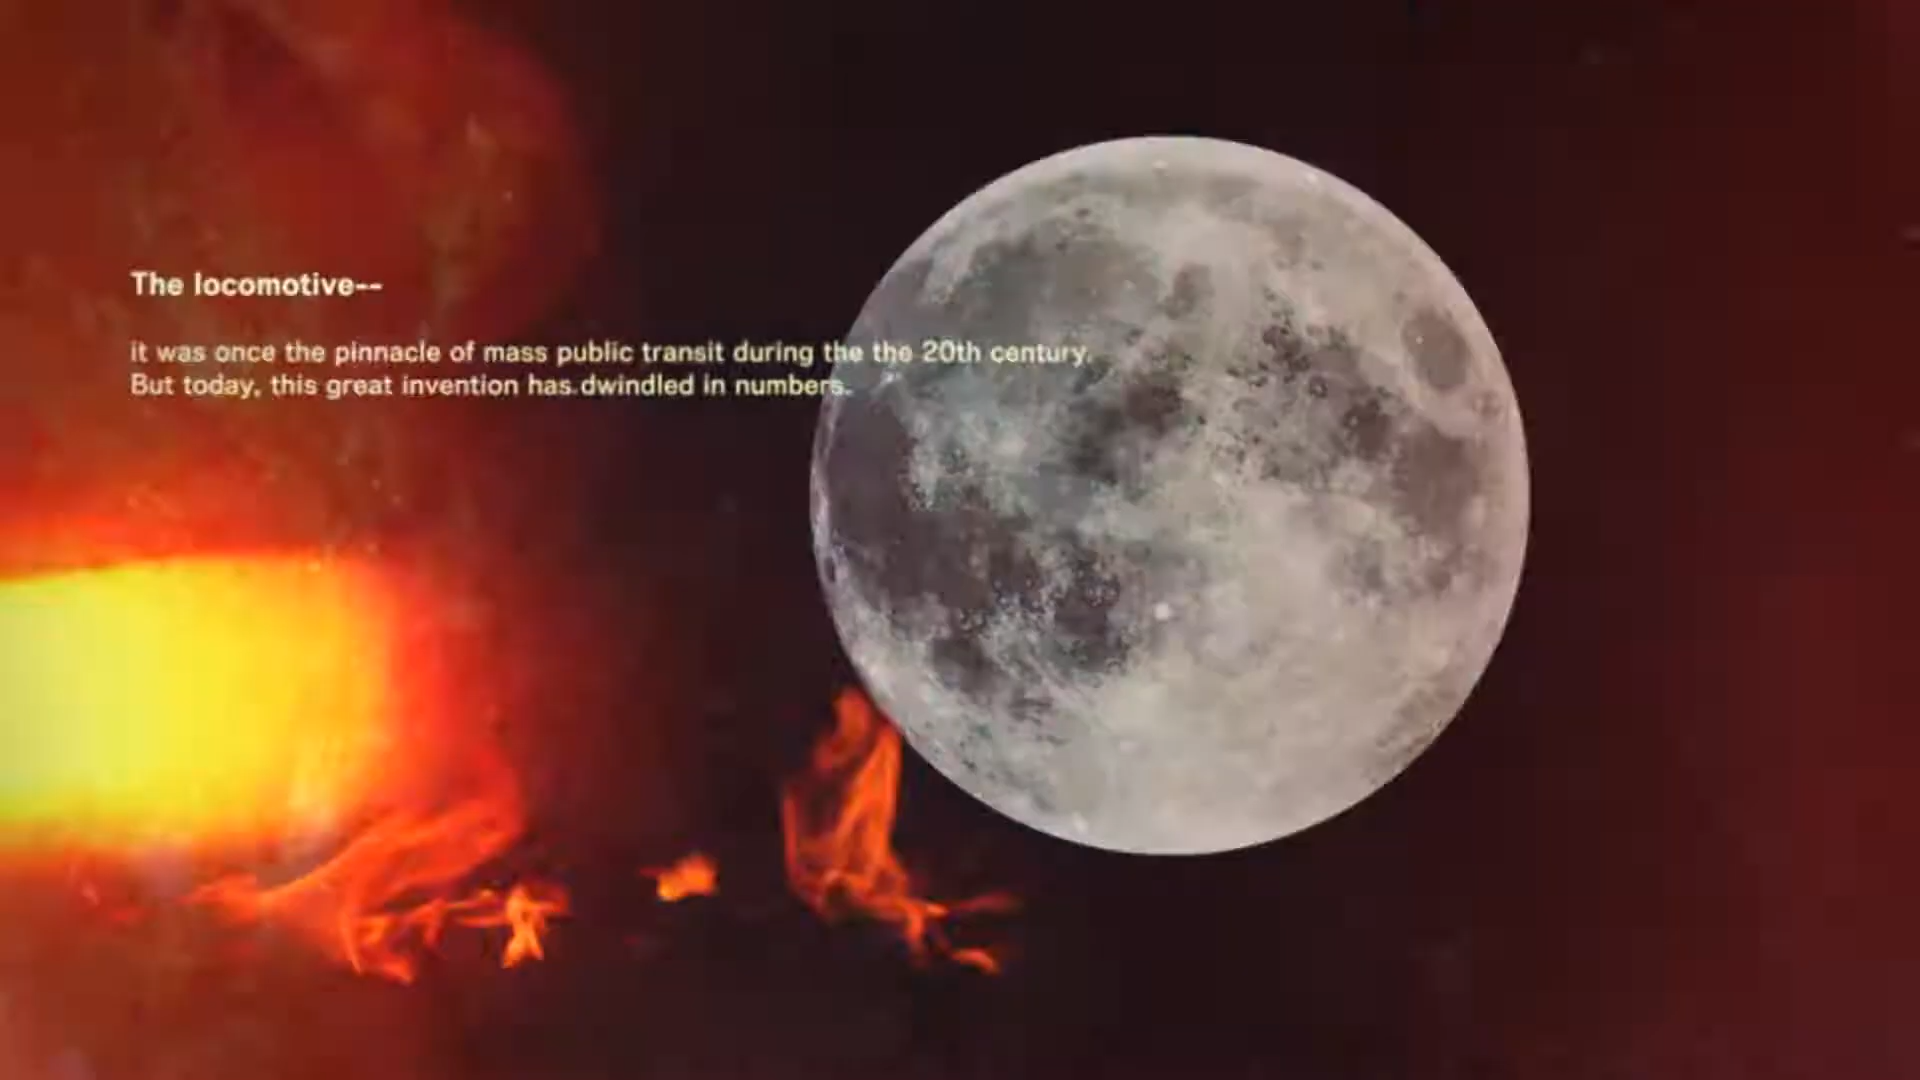 The locomotive--
it was once the pinnacle of mass public transit during the the 20th century.
But today, this great invention has dwindled in numbers.